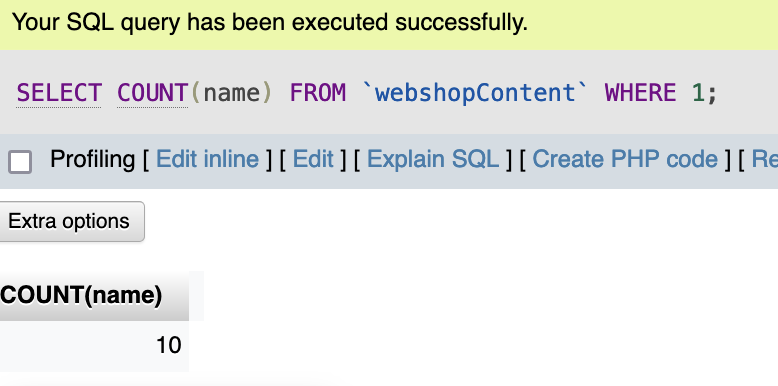 Your SQL query has been executed successfully.
SELECT COUNT(name) FROM `webshopContent` WHERE 1;
Profiling [ Edit inline ] [ Edit ] [ Explain SQL ] [ Create PHP code ] [ Re
Extra options
COUNT(name)
10